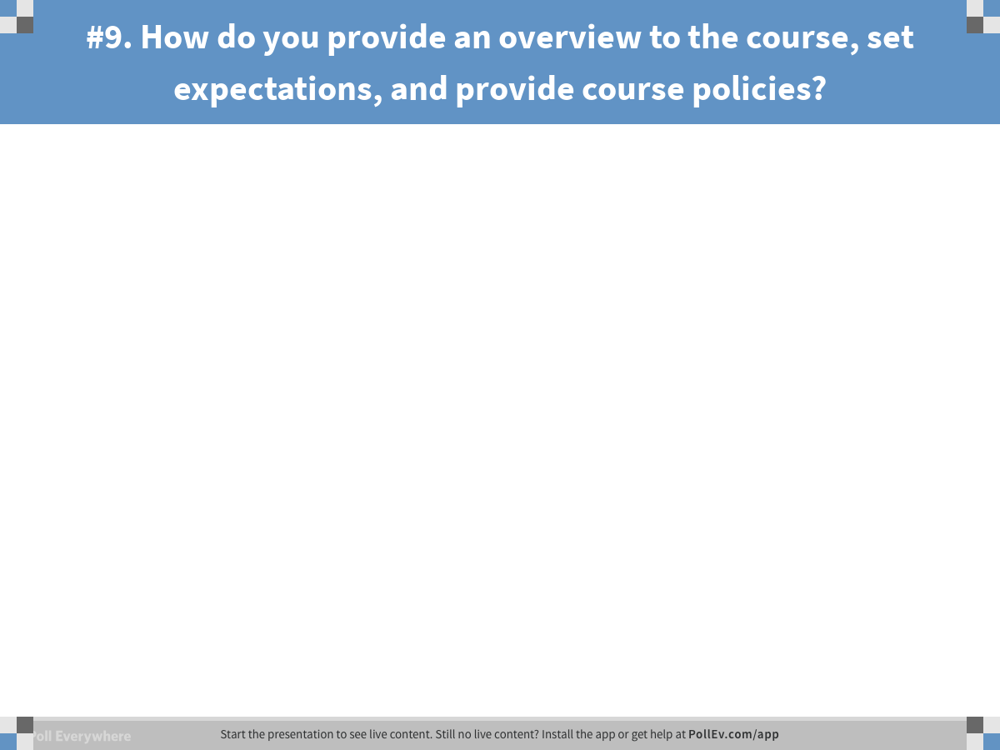 #9. How do you provide an overview to the course, set
expectations, and provide course policies?
Poll Everywhere
Start the presentation to see live content. Still no live content? Install the app or get help at PollEv.com/app